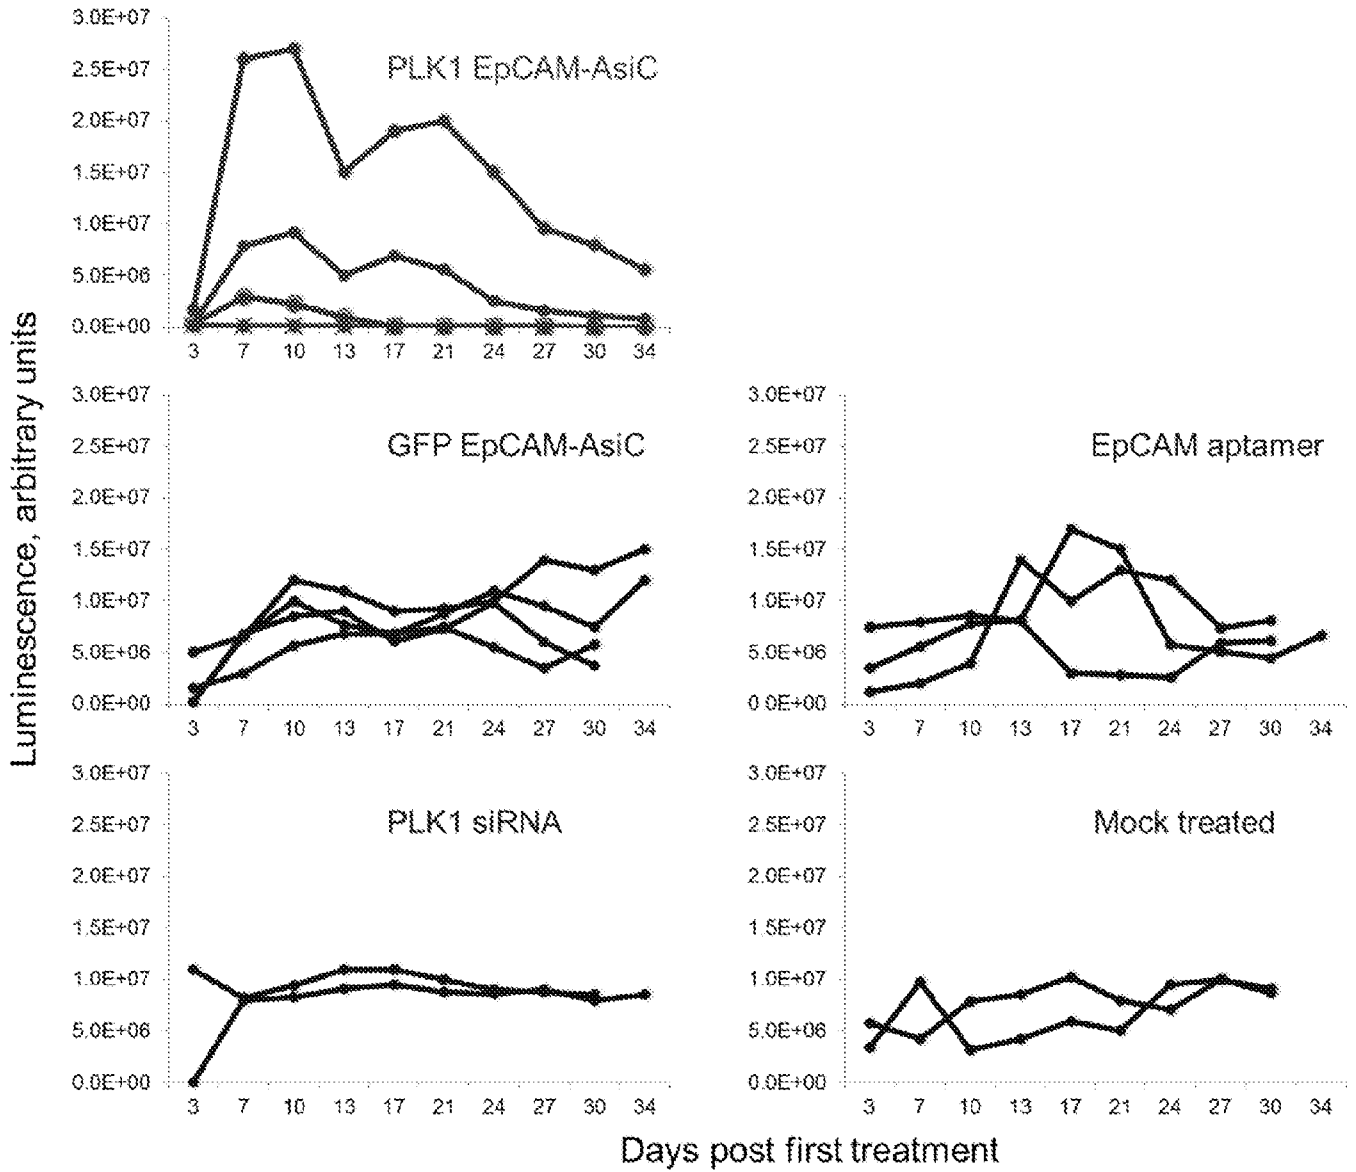 Luminescence, arbitrary units
PLK1 EpCAM-AsiC
3.0E+07
2.5E+07
2.0E+07
1.5E+07
1.0E+07
5.0E+06
0.0E+00
3 7 10 13 17 21 24 27 30 34
GFP EpCAM-AsiC
3.0E+07
2.5E+07
2.0E+07
1.5E+07
1.0E+07
5.0E+06
0.0E+00
3 7 10 13 17 21 24 27 30 34
EpCAM aptamer
3.0E+07
2.5E+07
2.0E+07
1.5E+07
1.0E+07
5.0E+06
0.0E+00
3 7 10 13 17 21 24 27 30 34
PLK1 siRNA
3.0E+07
2.5E+07
2.0E+07
1.5E+07
1.0E+07
5.0E+06
0.0E+00
3 7 10 13 17 21 24 27 30 34
Mock treated
3.0E+07
2.5E+07
2.0E+07
1.5E+07
1.0E+07
5.0E+06
0.0E+00
3 7 10 13 17 21 24 27 30 34
Days post first treatment